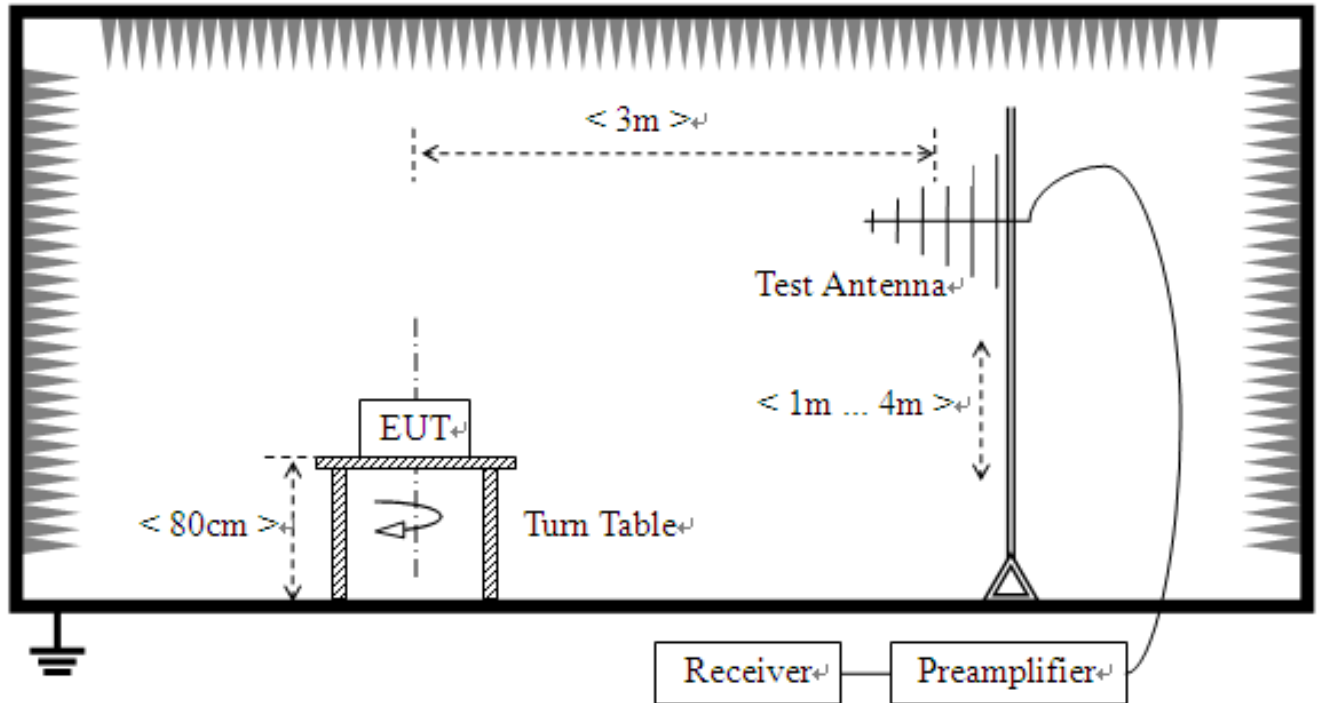 < 3m >↵
Test Antenna↵
< 1m ... 4m >↵
EUT↵
< 80cm >↵
Turn Table↵
Receiver↵
Preamplifier↵